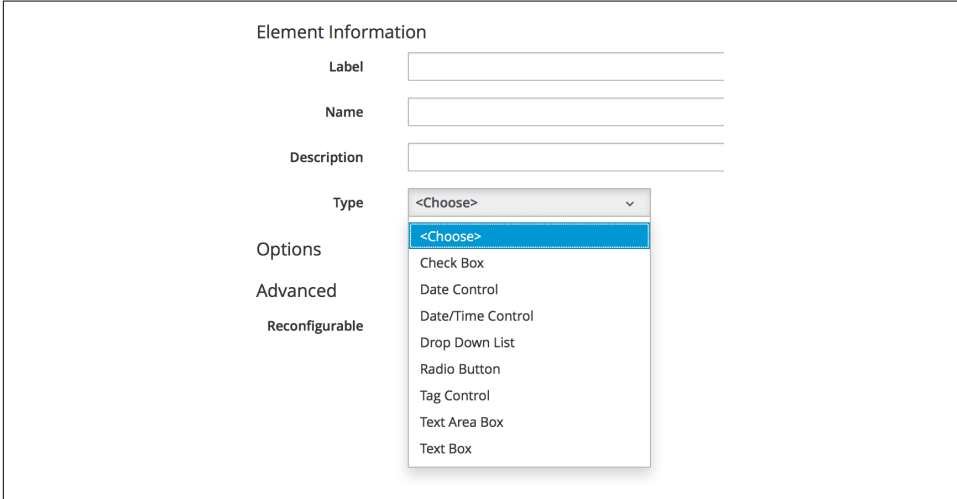 Element Information
Label
Name
Description
Type <Choose>
<Choose>
Options
Check Box
Date Control
Advanced
Date/Time Control
Reconfigurable
Drop Down List
Radio Button
Tag Control
Text Area Box
Text Box